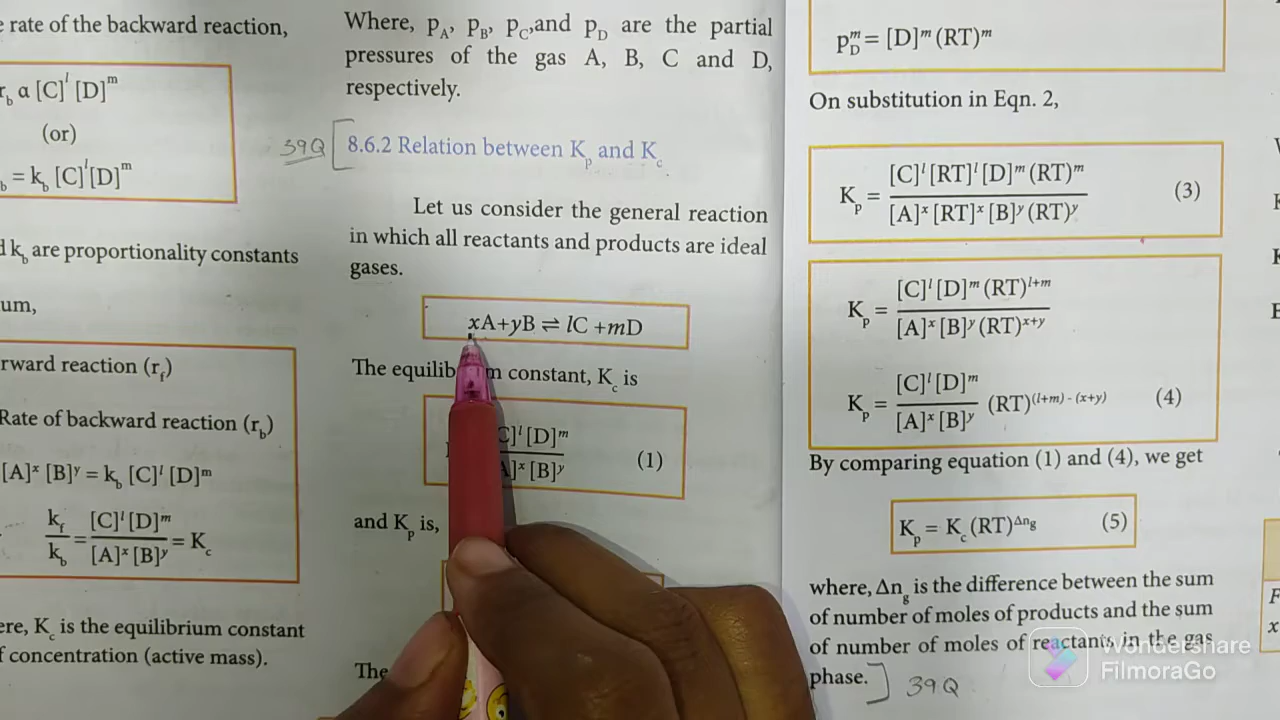 rate of the backward reaction,
r_b α [C]^l [D]^m
(or)
= k_b [C]^l [D]^m
k_b are proportionality constants
rward reaction (r_f)
Rate of backward reaction (r_b)
[A]^x [B]^y = k_b [C]^l [D]^m
k_f/k_b = [C]^l [D]^m / [A]^x [B]^y = K_c
K_c is the equilibrium constant
concentration (active mass).
Where, p_A, p_B, p_C,and p_D are the partial
pressures of the gas A, B, C and D,
respectively.
39Q
8.6.2 Relation between K_p and K_c
Let us consider the general reaction
in which all reactants and products are ideal
gases.
xA+yB ⇌ lC +mD
The equilib m constant, K_c is
C]^l [D]^m / A]^x [B]^y (1)
and K_p is,
The
p_D^m = [D]^m (RT)^m
On substitution in Eqn. 2,
K_p = [C]^l [RT]^l [D]^m (RT)^m / [A]^x [RT]^x [B]^y (RT)^y (3)
K_p = [C]^l [D]^m (RT)^(l+m) / [A]^x [B]^y (RT)^(x+y)
K_p = [C]^l [D]^m / [A]^x [B]^y (RT)^((l+m) - (x+y)) (4)
By comparing equation (1) and (4), we get
K_p = K_c (RT)^Δn_g (5)
where, Δn_g is the difference between the sum
of number of moles of products and the sum
of number of moles of reactants in the gas
phase.
39Q
Wondershare
FilmoraGo